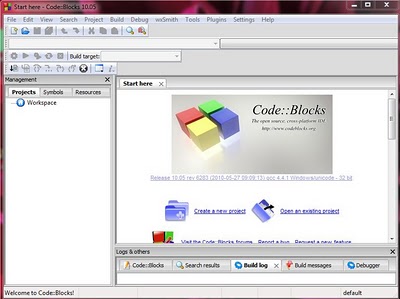 Start here - Code::Blocks 10.05
File Edit View Search Project Build Debug wxSmith Tools Plugins Settings Help
Build target:
Management
Projects Symbols Resources
Workspace
Start here
Code::Blocks
The open source, cross-platform IDE
http://www.codeblocks.org
Release 10.05 rev 6283 (2010-05-27 09:09:13) gcc 4.4.1 Windows/unicode - 32 bit
Create a new project
Open an existing project
Visit the Code::Blocks forums Report a bug Request a new feature
Logs & others
Code::Blocks Search results Build log Build messages Debugger
Welcome to Code::Blocks!
default